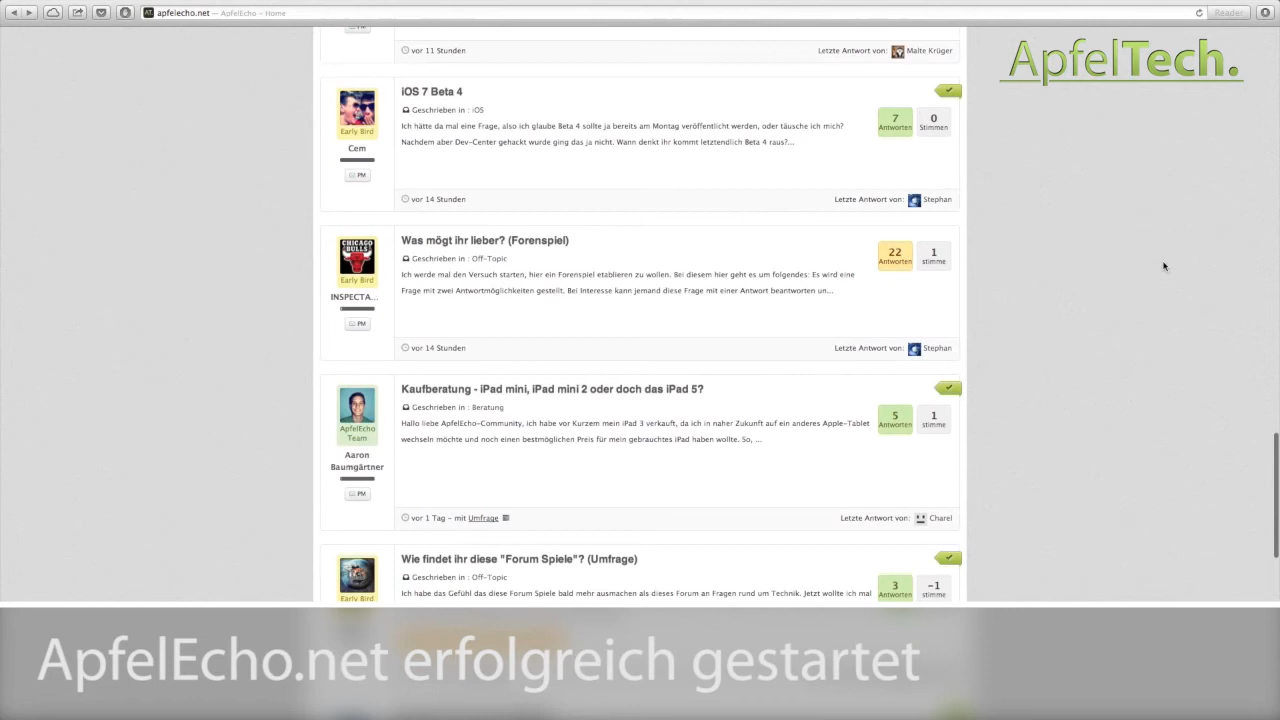 AT. apfelecho.net — ApfelEcho – Home
Reader
ApfelTech.
PM
vor 11 Stunden
Letzte Antwort von: Malte Krüger
Early Bird
Cem
PM
iOS 7 Beta 4
Geschrieben in : iOS
Ich hätte da mal eine Frage, also ich glaube Beta 4 sollte ja bereits am Montag veröffentlicht werden, oder täusche ich mich?
Nachdem aber Dev-Center gehackt wurde ging das ja nicht. Wann denkt ihr kommt letztendlich Beta 4 raus?...
7 Antworten
0 Stimmen
vor 14 Stunden
Letzte Antwort von: Stephan
CHICAGO BULLS
Early Bird
INSPECTA...
PM
Was mögt ihr lieber? (Forenspiel)
Geschrieben in : Off-Topic
Ich werde mal den Versuch starten, hier ein Forenspiel etablieren zu wollen. Bei diesem hier geht es um folgendes: Es wird eine
Frage mit zwei Antwortmöglichkeiten gestellt. Bei Interesse kann jemand diese Frage mit einer Antwort beantworten un...
22 Antworten
1 stimme
vor 14 Stunden
Letzte Antwort von: Stephan
ApfelEcho
Team
Aaron
Baumgärtner
PM
Kaufberatung - iPad mini, iPad mini 2 oder doch das iPad 5?
Geschrieben in : Beratung
Hallo liebe ApfelEcho-Community, ich habe vor Kurzem mein iPad 3 verkauft, da ich in naher Zukunft auf ein anderes Apple-Tablet
wechseln möchte und noch einen bestmöglichen Preis für mein gebrauchtes iPad haben wollte. So, ...
5 Antworten
1 stimme
vor 1 Tag – mit Umfrage
Letzte Antwort von: Charel
Early Bird
Wie findet ihr diese "Forum Spiele"? (Umfrage)
Geschrieben in : Off-Topic
Ich habe das Gefühl das diese Forum Spiele bald mehr ausmachen als dieses Forum an Fragen rund um Technik. Jetzt wollte ich mal
3 Antworten
-1 stimme
ApfelEcho.net erfolgreich gestartet